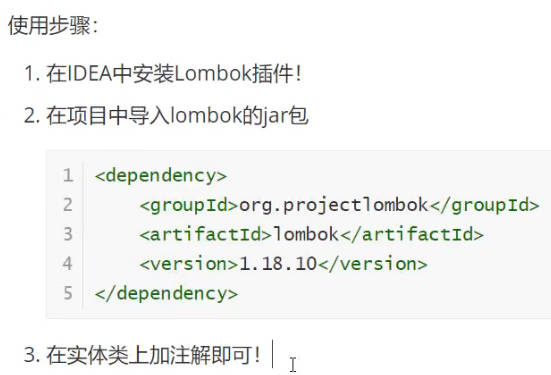 使用步骤：
1. 在IDEA中安装Lombok插件！
2. 在项目中导入lombok的jar包
1 <dependency>
2     <groupId>org.projectlombok</groupId>
3     <artifactId>lombok</artifactId>
4     <version>1.18.10</version>
5 </dependency>
3. 在实体类上加注解即可！